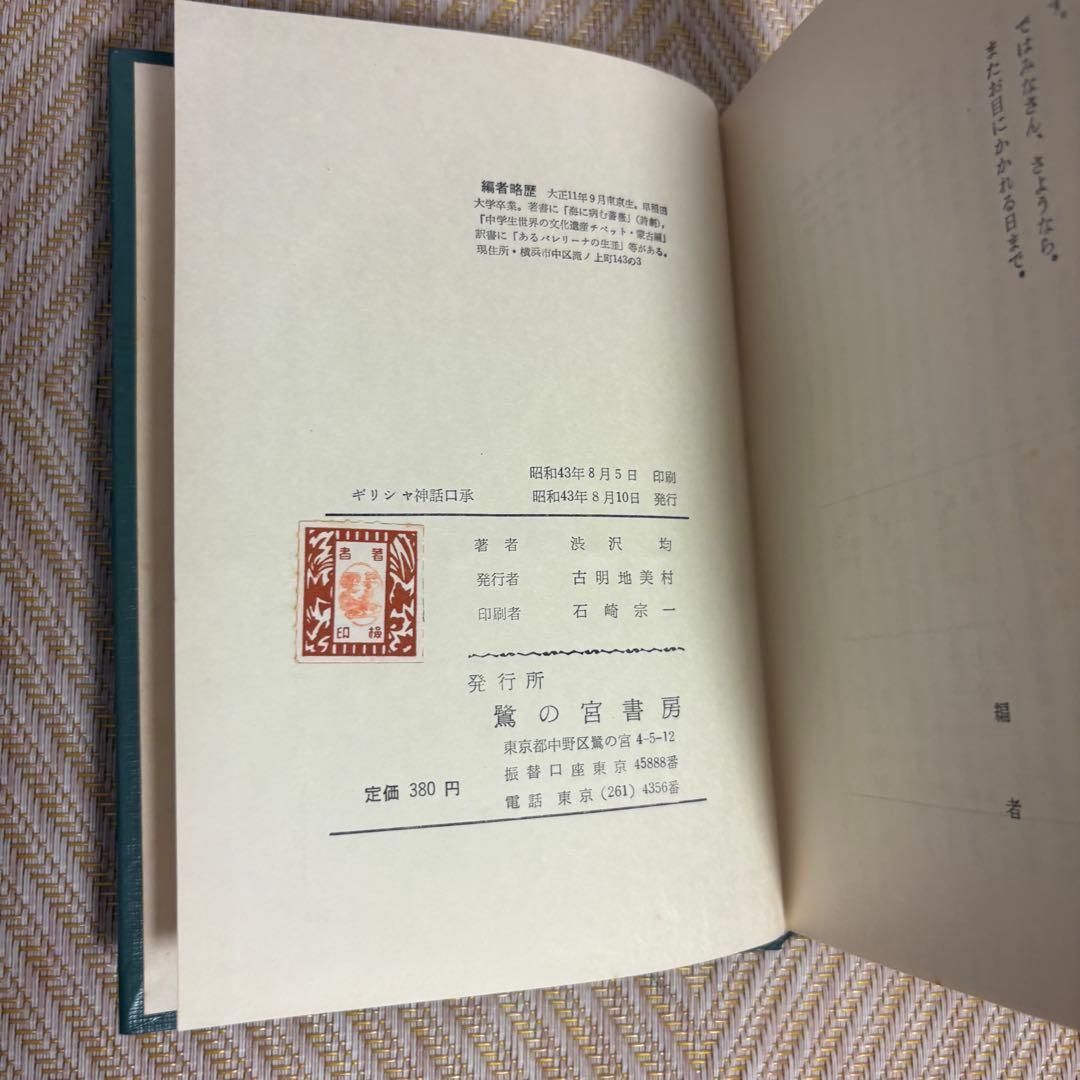 す。
ではみなさん、さようなら。
またお目にかかれる日まで。
編者
編者略歴 大正11年9月東京生。早稲田
大学卒業。著書に「海に病む薔薇」(詩劇),
『中学生世界の文化遺産チベット・蒙古編』
訳書に「あるバレリーナの生涯」等がある。
現住所・横浜市中区滝ノ上町143の3
昭和43年8月5日 印刷
ギリシャ神話口承 昭和43年8月10日 発行
著者 渋沢均
発行者 古明地美村
印刷者 石崎宗一
著者
検印
発行所
鷺の宮書房
東京都中野区鷺の宮4-5-12
振替口座東京45888番
電話 東京(261)4356番
定価 380円